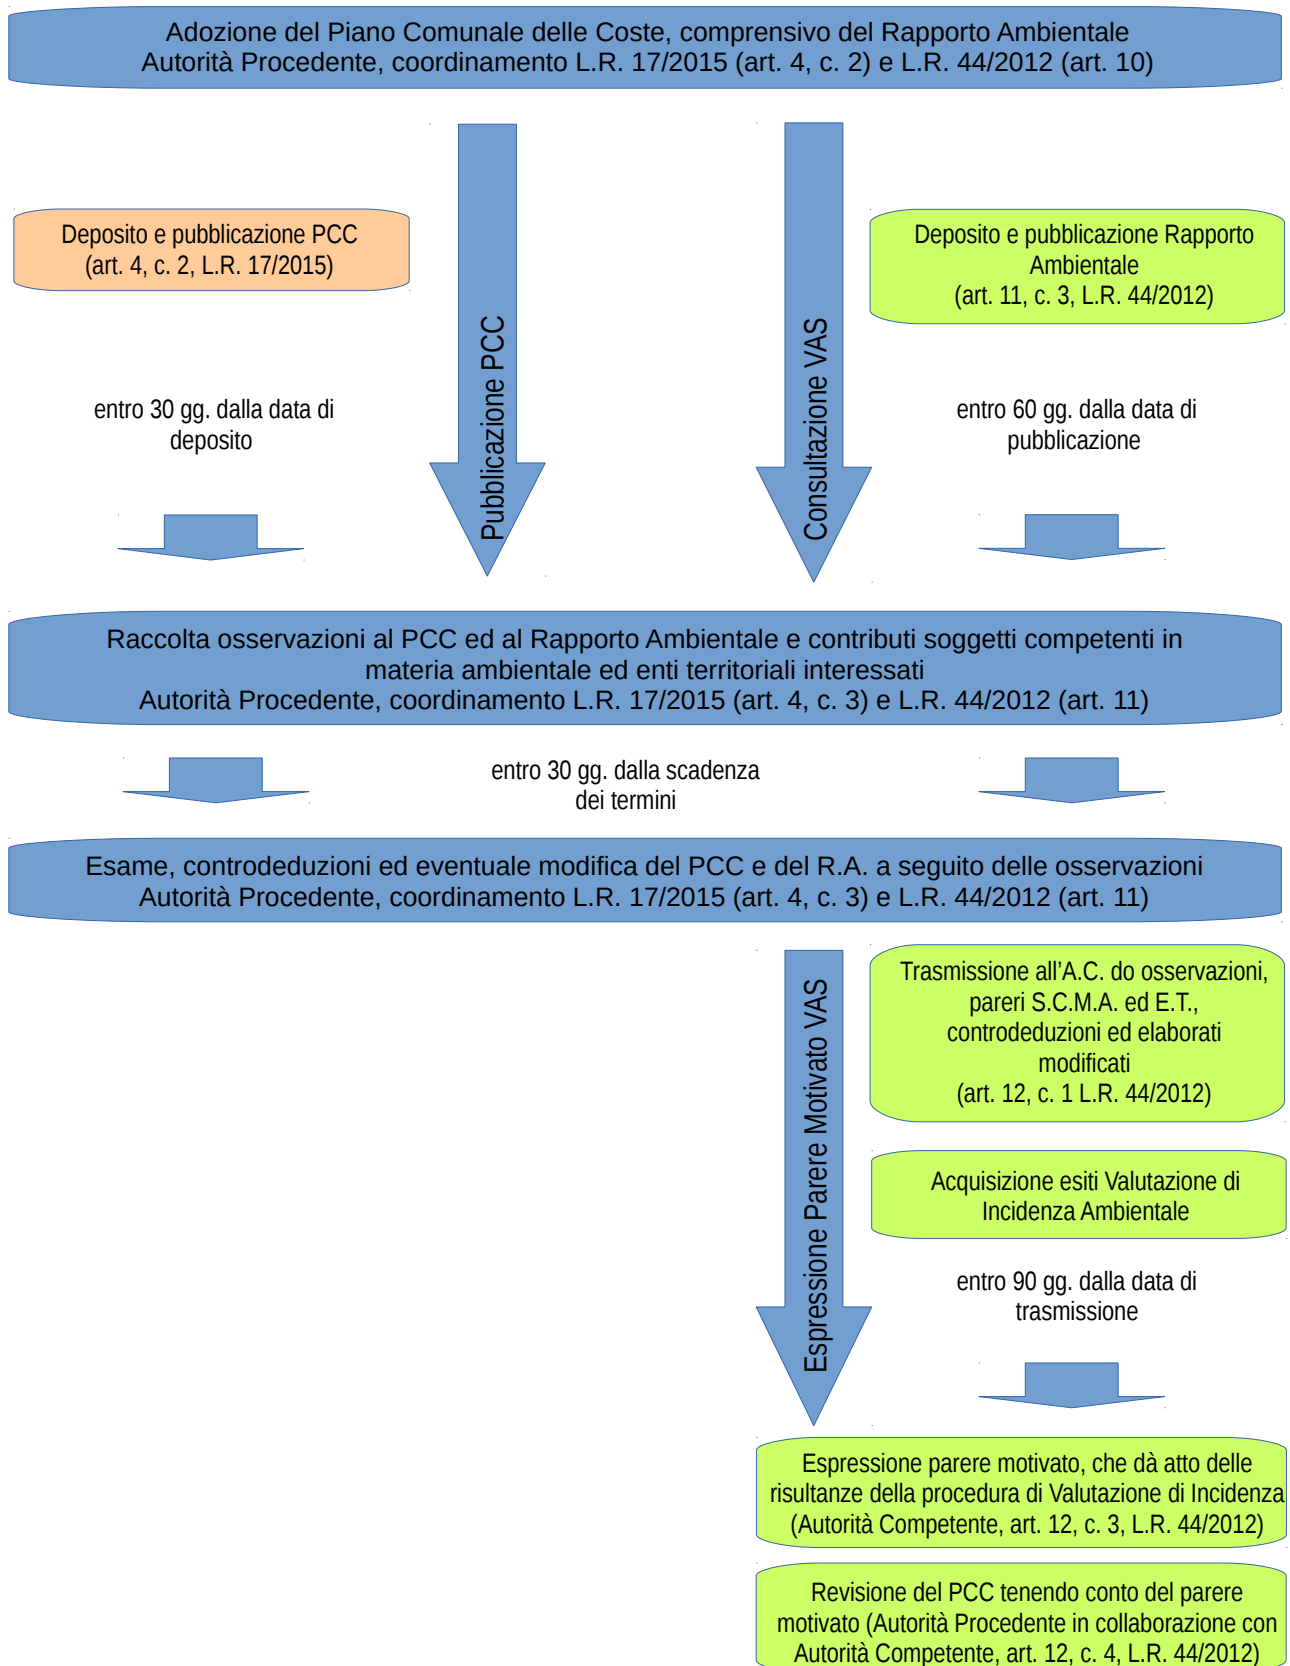 Adozione del Piano Comunale delle Coste, comprensivo del Rapporto Ambientale
Autorità Procedente, coordinamento L.R. 17/2015 (art. 4, c. 2) e L.R. 44/2012 (art. 10)
Deposito e pubblicazione PCC
(art. 4, c. 2, L.R. 17/2015)
entro 30 gg. dalla data di
deposito
Pubblicazione PCC
Consultazione VAS
Deposito e pubblicazione Rapporto
Ambientale
(art. 11, c. 3, L.R. 44/2012)
entro 60 gg. dalla data di
pubblicazione
Raccolta osservazioni al PCC ed al Rapporto Ambientale e contributi soggetti competenti in
materia ambientale ed enti territoriali interessati
Autorità Procedente, coordinamento L.R. 17/2015 (art. 4, c. 3) e L.R. 44/2012 (art. 11)
entro 30 gg. dalla scadenza
dei termini
Esame, controdeduzioni ed eventuale modifica del PCC e del R.A. a seguito delle osservazioni
Autorità Procedente, coordinamento L.R. 17/2015 (art. 4, c. 3) e L.R. 44/2012 (art. 11)
Espressione Parere Motivato VAS
Trasmissione all’A.C. do osservazioni,
pareri S.C.M.A. ed E.T.,
controdeduzioni ed elaborati
modificati
(art. 12, c. 1 L.R. 44/2012)
Acquisizione esiti Valutazione di
Incidenza Ambientale
entro 90 gg. dalla data di
trasmissione
Espressione parere motivato, che dà atto delle
risultanze della procedura di Valutazione di Incidenza
(Autorità Competente, art. 12, c. 3, L.R. 44/2012)
Revisione del PCC tenendo conto del parere
motivato (Autorità Procedente in collaborazione con
Autorità Competente, art. 12, c. 4, L.R. 44/2012)